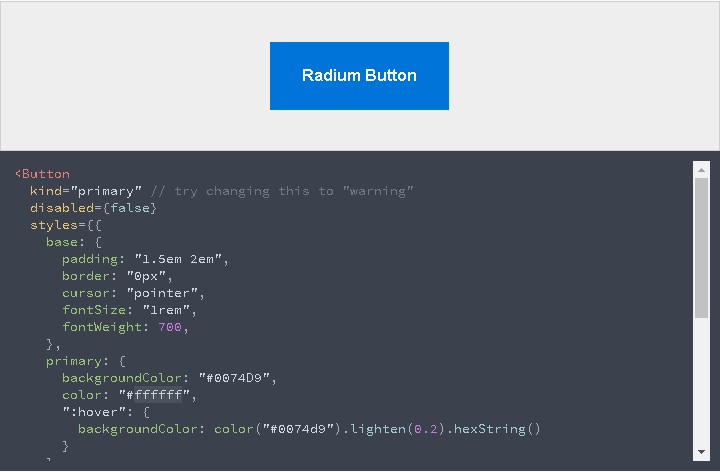 Radium Button
<Button
kind="primary" // try changing this to "warning"
disabled={false}
styles={{
base: {
padding: "1.5em 2em",
border: "0px",
cursor: "pointer",
fontSize: "1rem",
fontWeight: 700,
},
primary: {
backgroundColor: "#0074D9",
color: "#ffffff",
":hover": {
backgroundColor: color("#0074d9").lighten(0.2).hexString()
}